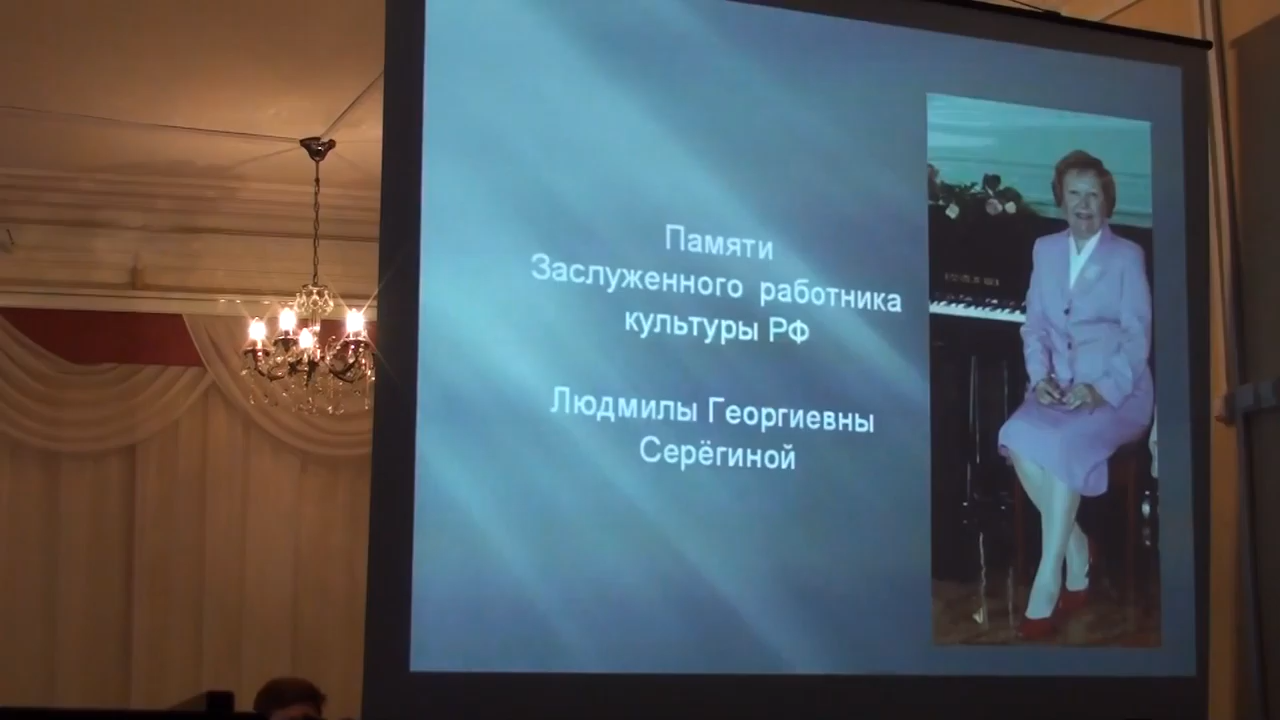 Памяти
Заслуженного работника
культуры РФ
Людмилы Георгиевны
Серёгиной